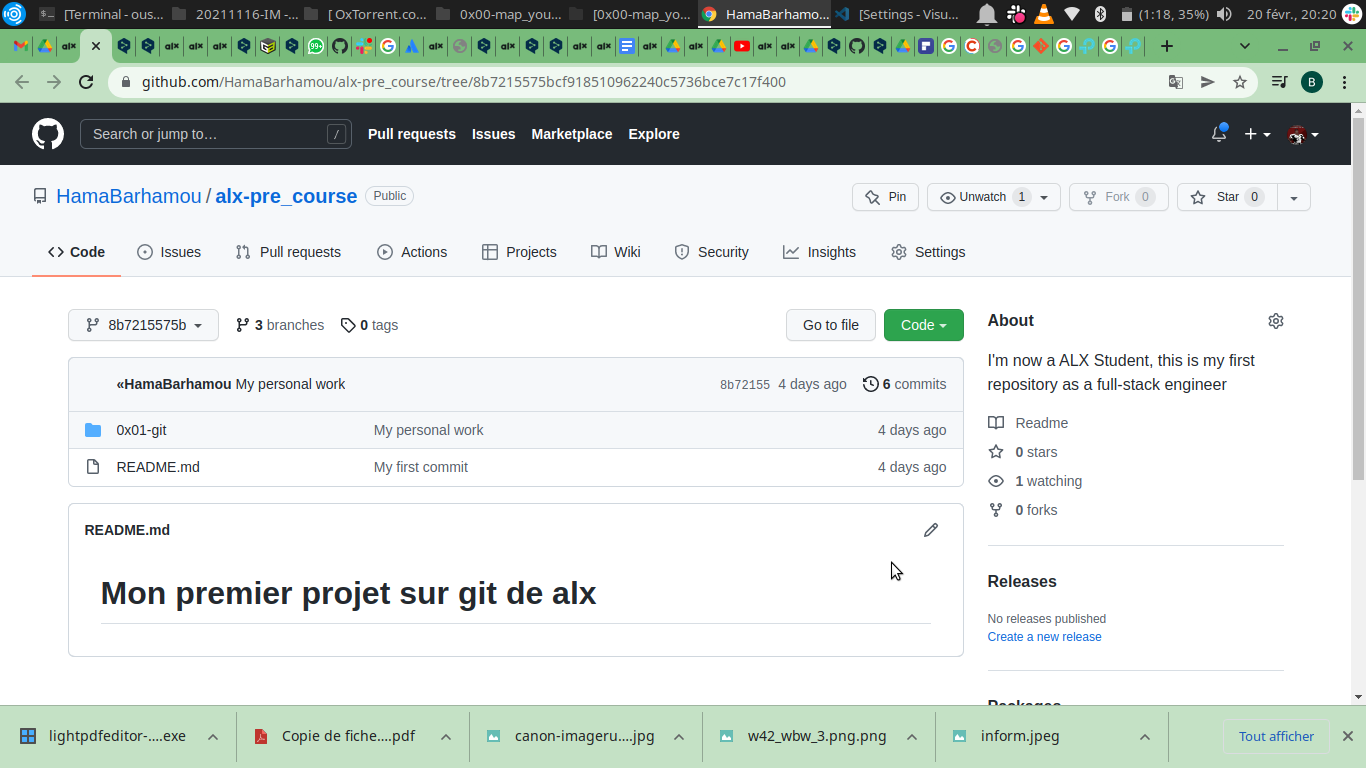 [Terminal - ous... 20211116-IM -... [ OxTorrent.co... 0x00-map_you... [0x00-map_yo... HamaBarhamo... [Settings - Visu... (1:18, 35%) 20 févr., 20:20
github.com/HamaBarhamou/alx-pre_course/tree/8b7215575bcf918510962240c5736bce7c17f400 B
Search or jump to… / Pull requests Issues Marketplace Explore
HamaBarhamou / alx-pre_course Public Pin Unwatch 1 Fork 0 Star 0
Code Issues Pull requests Actions Projects Wiki Security Insights Settings
8b7215575b 3 branches 0 tags Go to file Code
«HamaBarhamou My personal work 8b72155 4 days ago 6 commits
0x01-git My personal work 4 days ago
README.md My first commit 4 days ago
README.md
Mon premier projet sur git de alx
About
I'm now a ALX Student, this is my first
repository as a full-stack engineer
Readme
0 stars
1 watching
0 forks
Releases
No releases published
Create a new release
Packages
lightpdfeditor-....exe Copie de fiche....pdf canon-imageru....jpg w42_wbw_3.png.png inform.jpeg Tout afficher